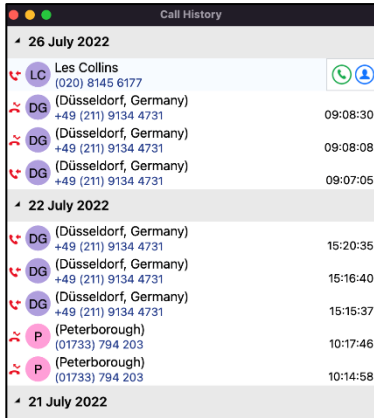 Call History
26 July 2022
LC Les Collins
(020) 8145 6177
DG (Düsseldorf, Germany)
+49 (211) 9134 4731 09:08:30
DG (Düsseldorf, Germany)
+49 (211) 9134 4731 09:08:08
DG (Düsseldorf, Germany)
+49 (211) 9134 4731 09:07:05
22 July 2022
DG (Düsseldorf, Germany)
+49 (211) 9134 4731 15:20:35
DG (Düsseldorf, Germany)
+49 (211) 9134 4731 15:16:40
DG (Düsseldorf, Germany)
+49 (211) 9134 4731 15:15:37
P (Peterborough)
(01733) 794 203 10:17:46
P (Peterborough)
(01733) 794 203 10:14:58
21 July 2022